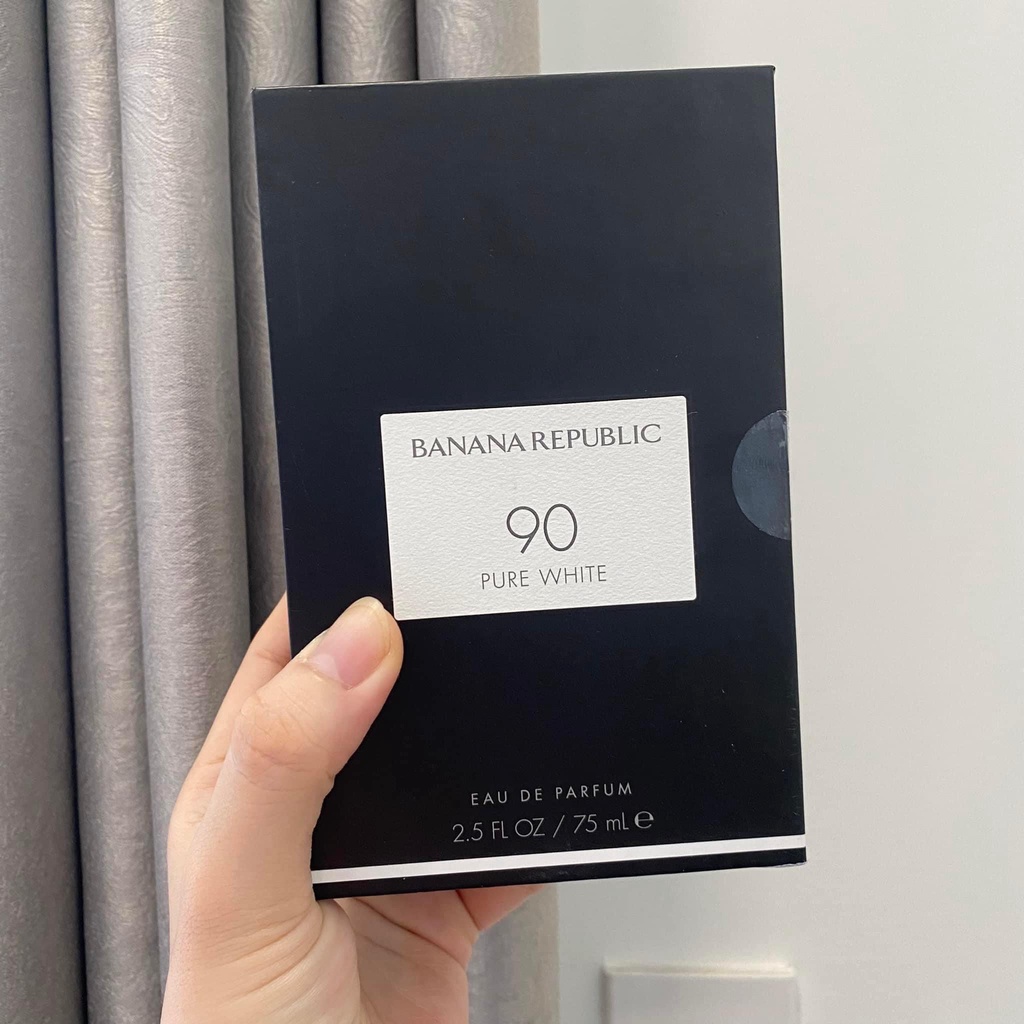 BANANA REPUBLIC
90
PURE WHITE
EAU DE PARFUM
2.5 FL OZ / 75 mL ℮